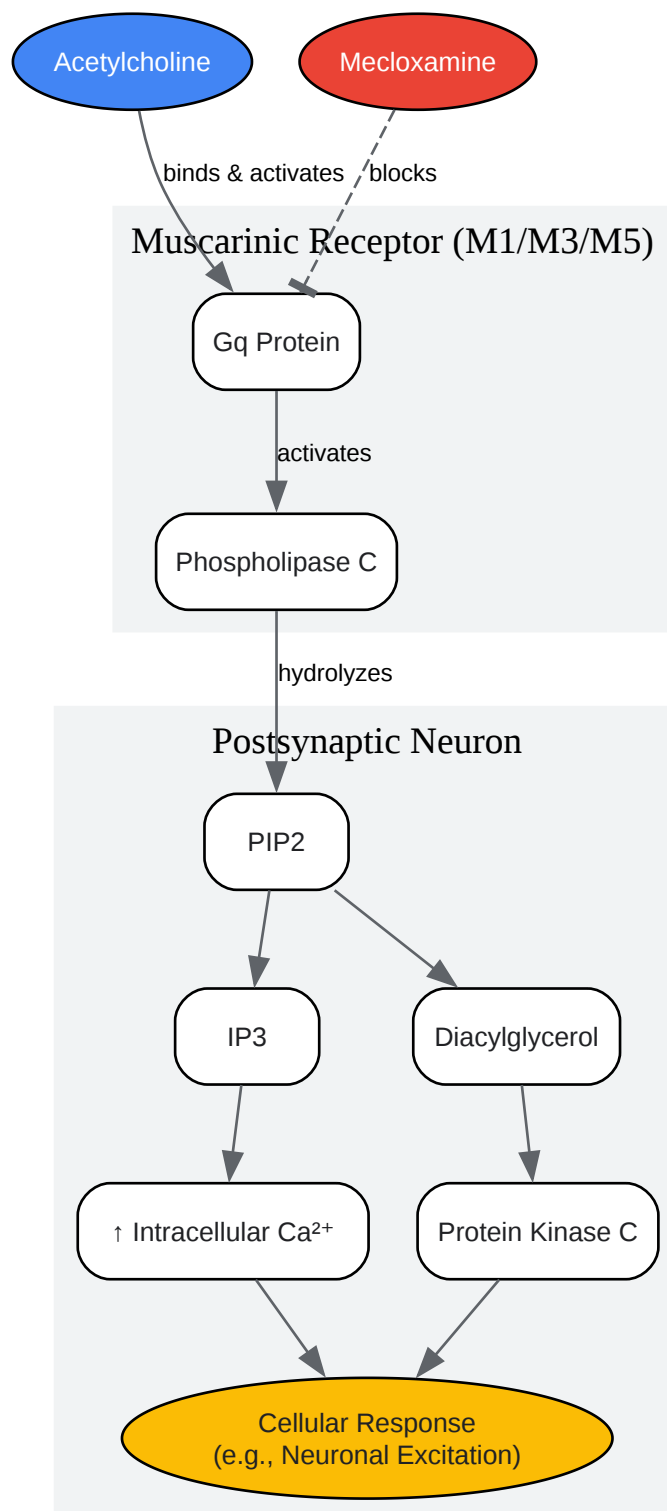 Acetylcholine
Mecloxamine
binds & activates
blocks
Muscarinic Receptor (M1/M3/M5)
Gq Protein
activates
Phospholipase C
hydrolyzes
Postsynaptic Neuron
PIP2
IP3
Diacylglycerol
↑ Intracellular Ca²⁺
Protein Kinase C
Cellular Response
(e.g., Neuronal Excitation)